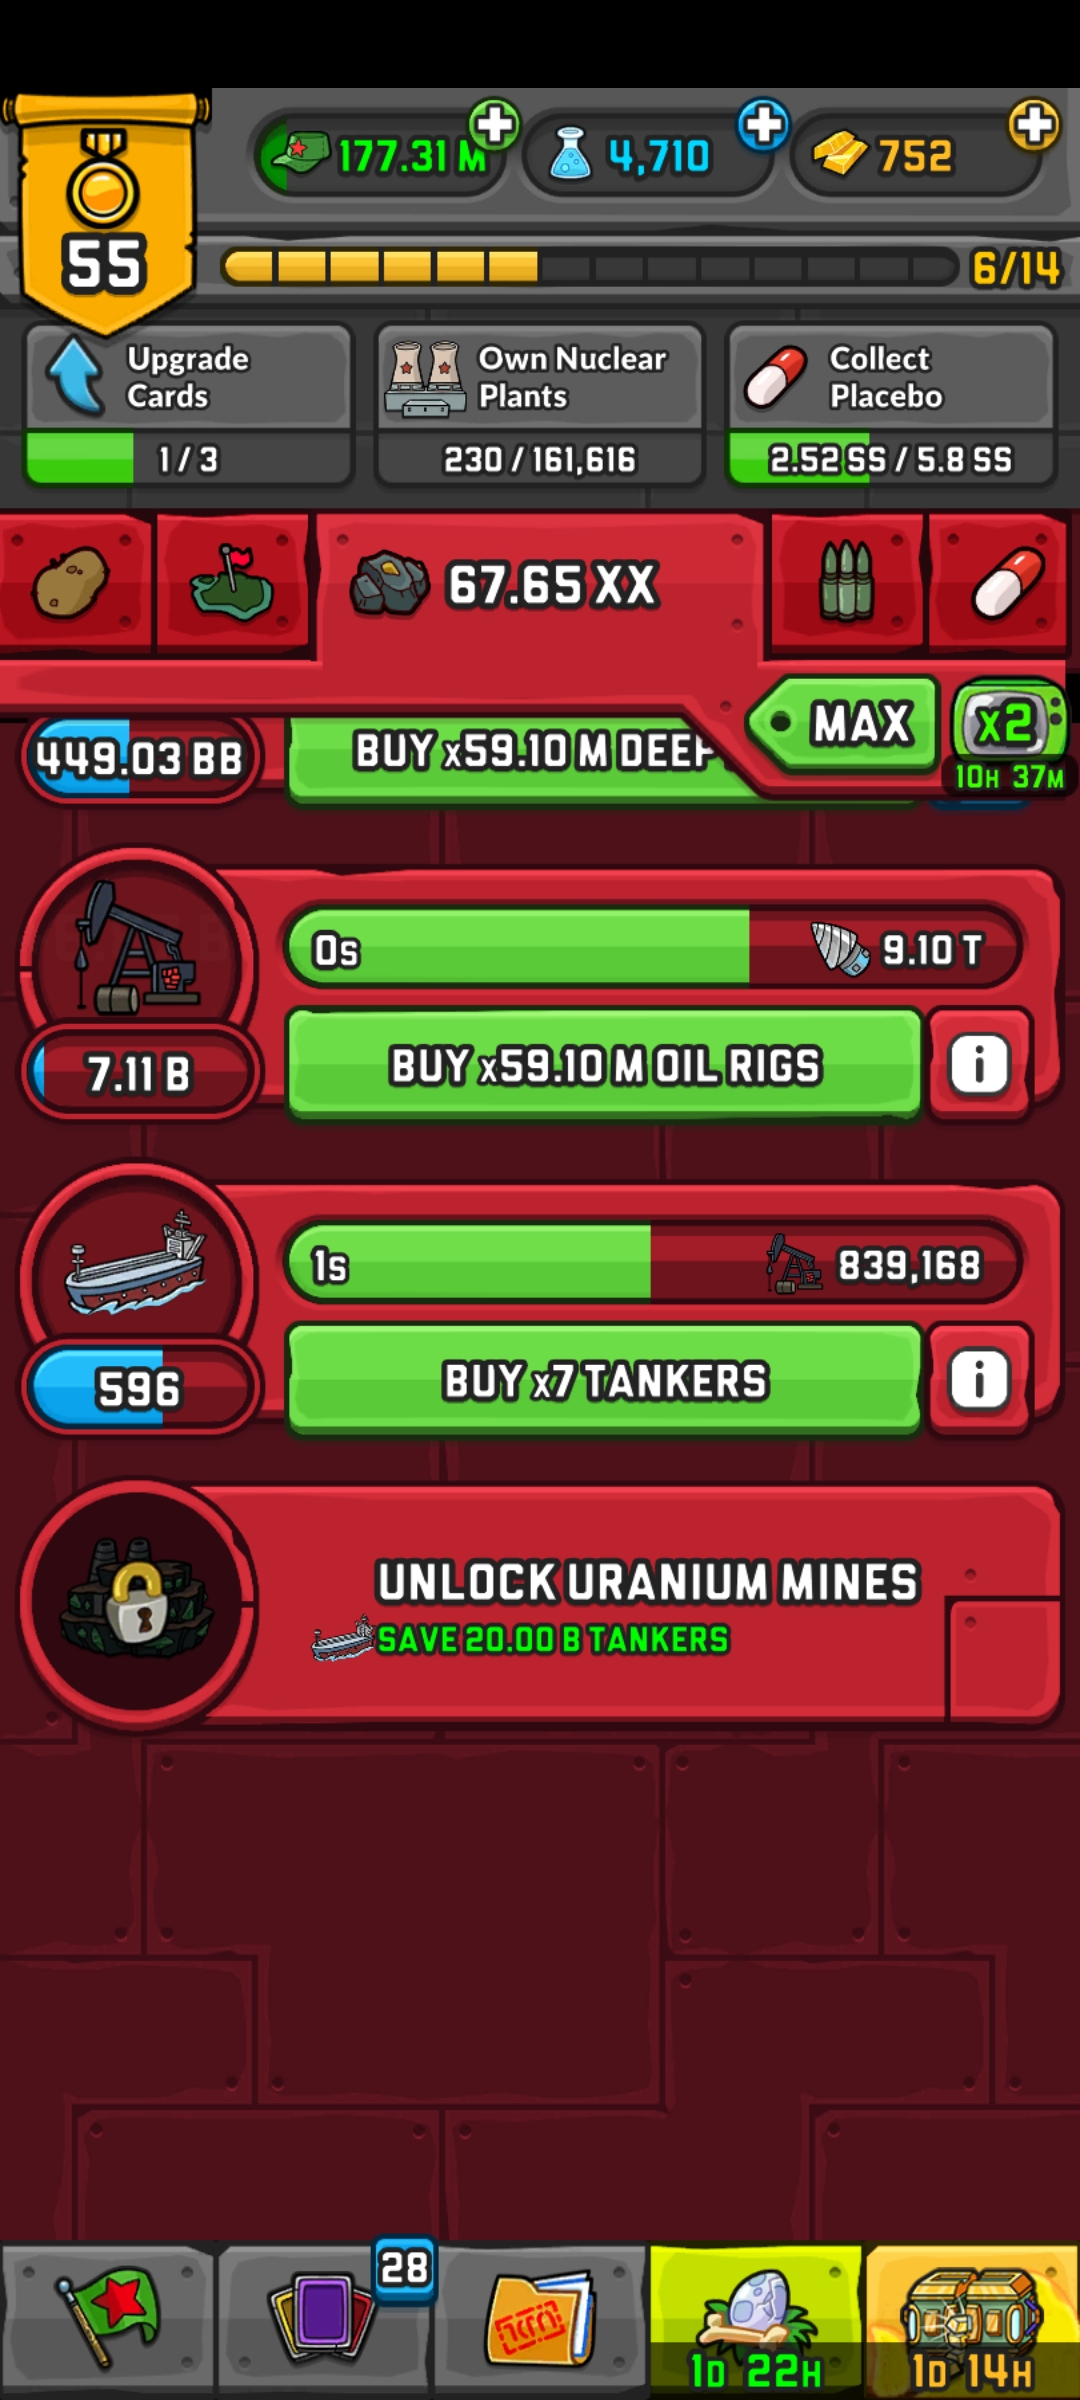 177.31 M
4,710
752
55
6/14
Upgrade
Cards
1 / 3
Own Nuclear
Plants
230 / 161,616
Collect
Placebo
2.52 SS / 5.8 SS
67.65 XX
MAX
x2
10H 37M
449.03 BB
BUY x59.10 M DEEP
0s
9.10 T
7.11 B
BUY x59.10 M OIL RIGS
i
1s
839,168
596
BUY x7 TANKERS
i
UNLOCK URANIUM MINES
SAVE 20.00 B TANKERS
28
1D 22H
1D 14H